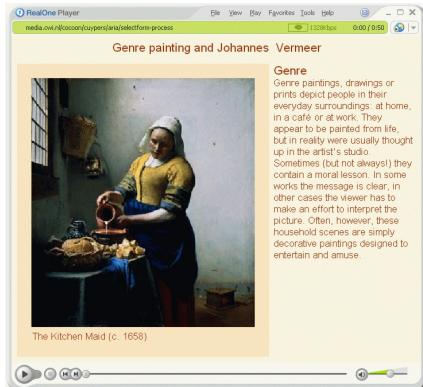 RealOne Player
File View Play Favorites Tools Help
media.cwi.nl/cocoon/cuypers/aria/selectform-process
1328Kbps
0:00 / 0:50
Genre painting and Johannes Vermeer
Genre
Genre paintings, drawings or
prints depict people in their
everyday surroundings: at home,
in a café or at work. They
appear to be painted from life,
but in reality were usually thought
up in the artist's studio.
Sometimes (but not always!) they
contain a moral lesson. In some
works the message is clear, in
other cases the viewer has to
make an effort to interpret the
picture. Often, however, these
household scenes are simply
decorative paintings designed to
entertain and amuse.
The Kitchen Maid (c. 1658)